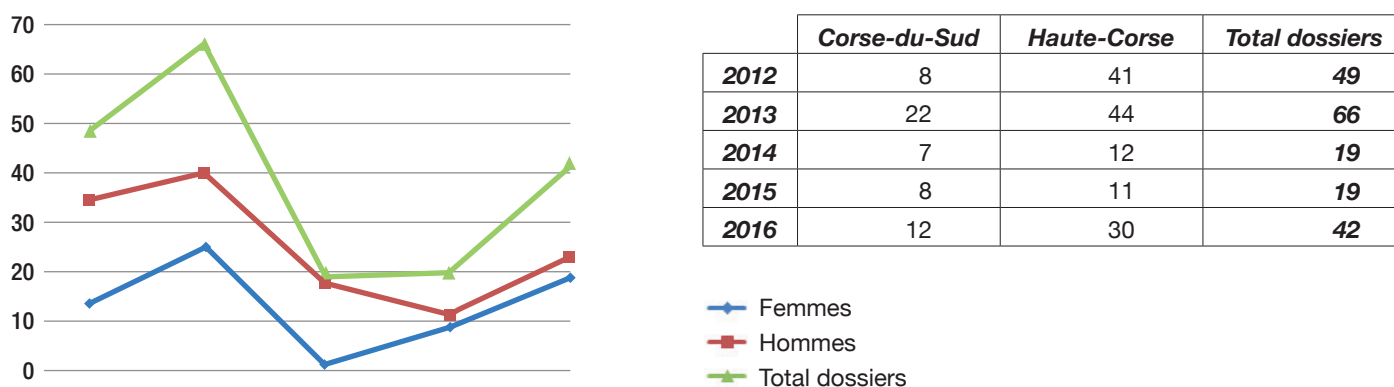 70
60
50
40
30
20
10
0
Corse-du-Sud Haute-Corse Total dossiers
2012 8 41 49
2013 22 44 66
2014 7 12 19
2015 8 11 19
2016 12 30 42
Femmes
Hommes
Total dossiers